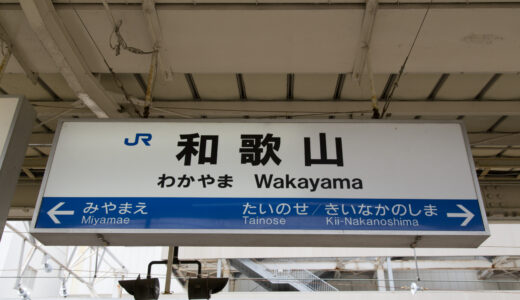 JR 和歌山
わかやま Wakayama
← みやまえ たいのせ/きいなかのしま →
Miyamae Tainose Kii-Nakanoshima